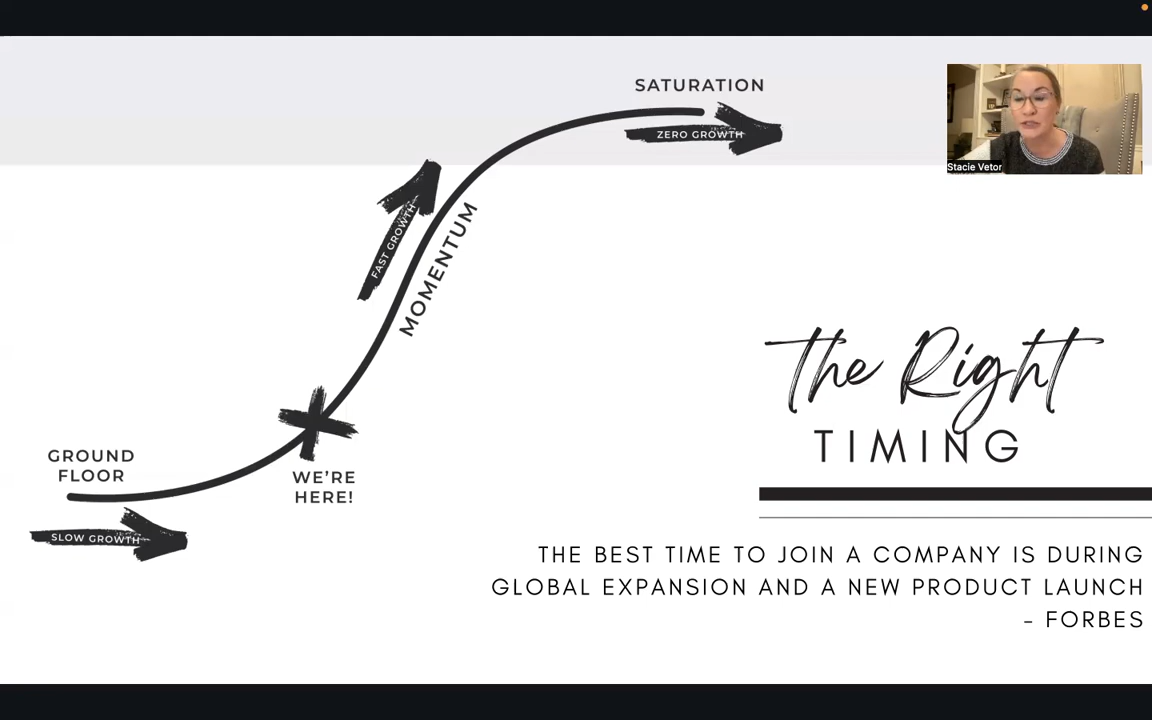 SATURATION
ZERO GROWTH
Stacie Vetor
FAST GROWTH
MOMENTUM
the Right
TIMING
GROUND
FLOOR
WE'RE
HERE!
SLOW GROWTH
THE BEST TIME TO JOIN A COMPANY IS DURING
GLOBAL EXPANSION AND A NEW PRODUCT LAUNCH
- FORBES